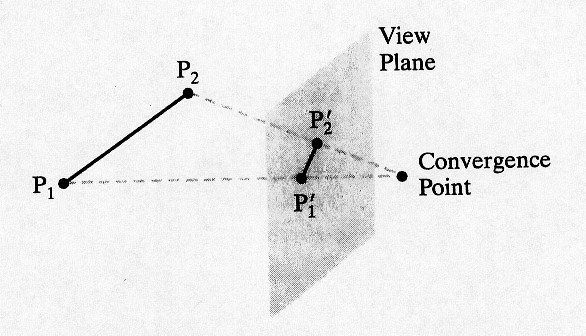 View
Plane
P₂
P₂′
P₁
Convergence
Point
P₁′